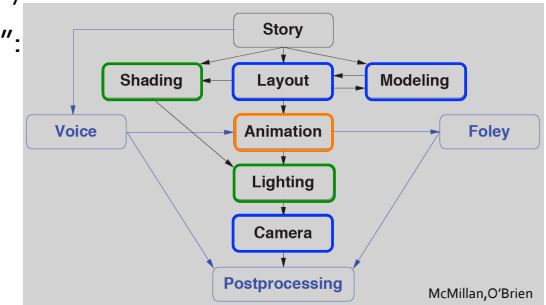 ":
Story
Shading Layout Modeling
Voice Animation Foley
Lighting
Camera
Postprocessing
McMillan,O'Brien